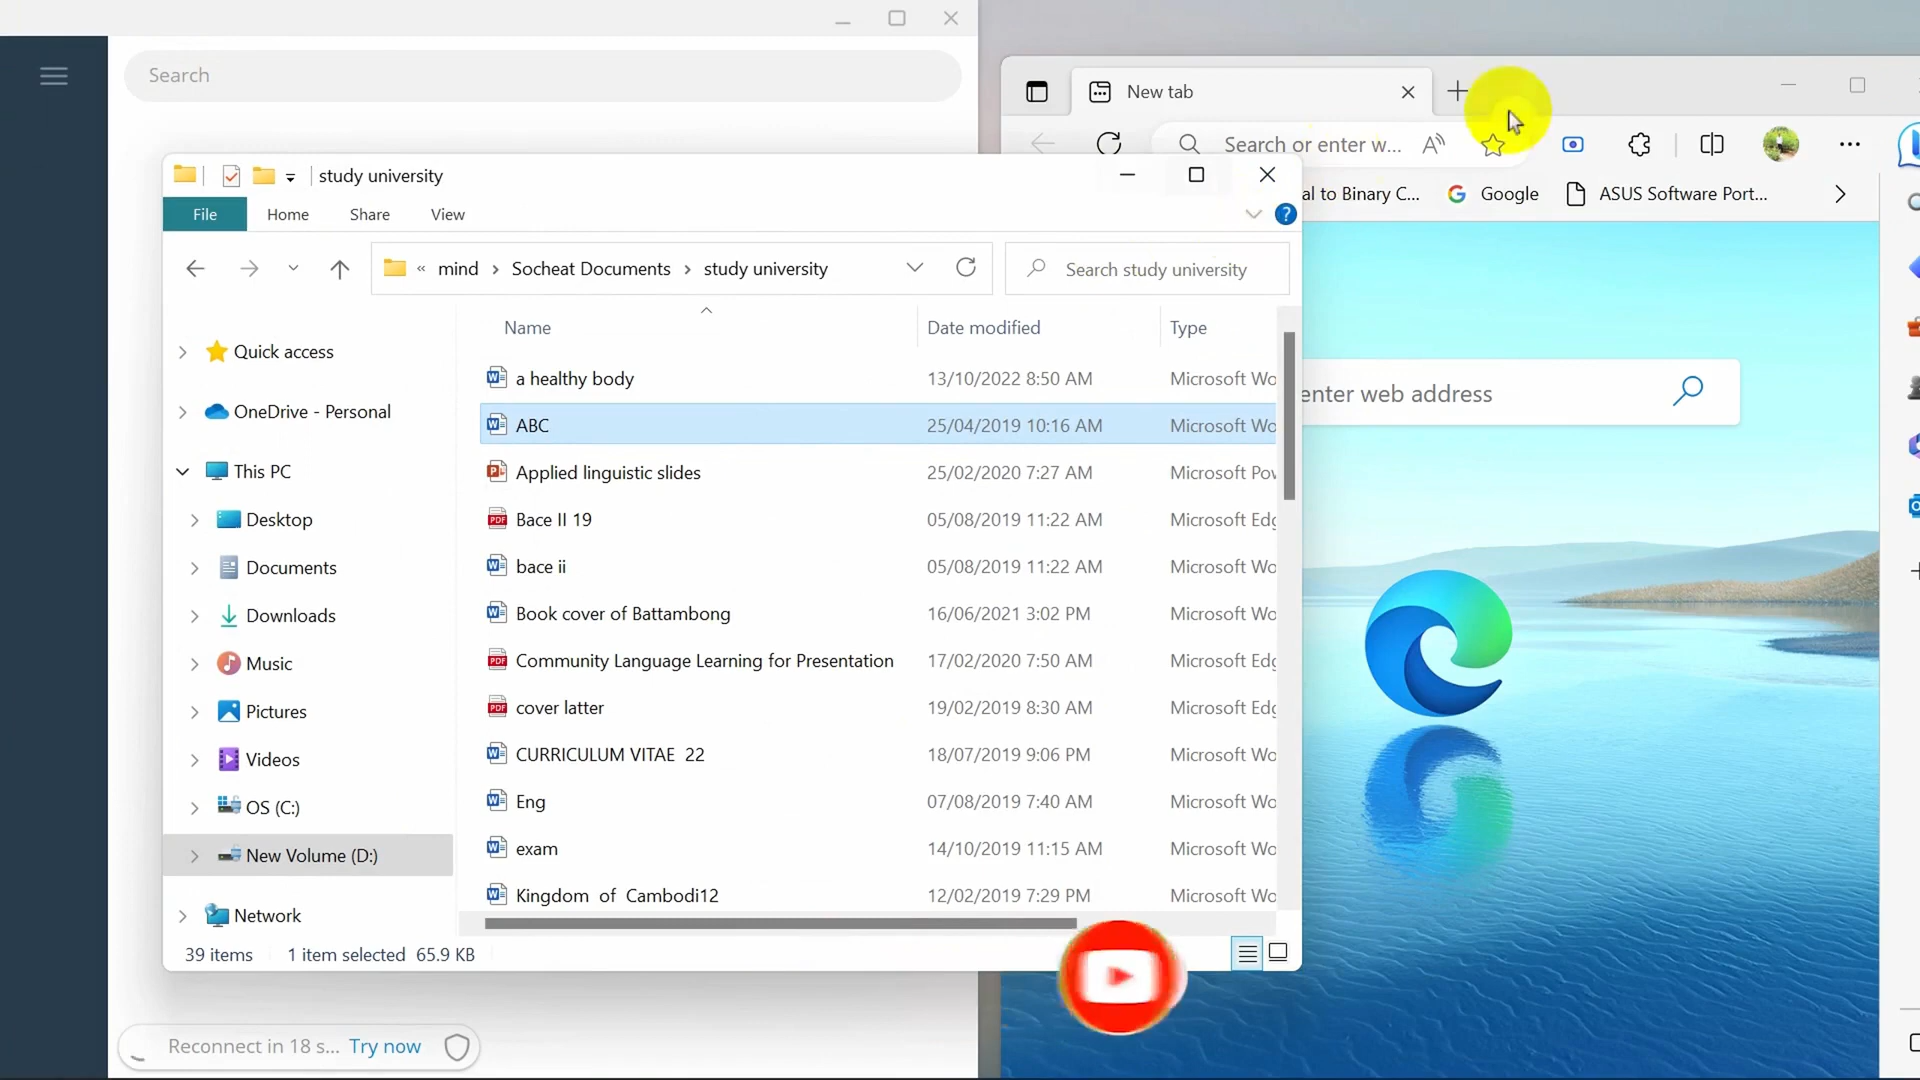 Search
New tab
Search or enter w...
study university
al to Binary C...
Google
ASUS Software Port...
File
Home
Share
View
« mind > Socheat Documents > study university
Search study university
Name
Date modified
Type
Quick access
OneDrive - Personal
This PC
Desktop
Documents
Downloads
Music
Pictures
Videos
OS (C:)
New Volume (D:)
Network
a healthy body 13/10/2022 8:50 AM Microsoft Wo
ABC 25/04/2019 10:16 AM Microsoft Wo
Applied linguistic slides 25/02/2020 7:27 AM Microsoft Pov
Bace II 19 05/08/2019 11:22 AM Microsoft Edg
bace ii 05/08/2019 11:22 AM Microsoft Wo
Book cover of Battambong 16/06/2021 3:02 PM Microsoft Wo
Community Language Learning for Presentation 17/02/2020 7:50 AM Microsoft Edg
cover latter 19/02/2019 8:30 AM Microsoft Edg
CURRICULUM VITAE 22 18/07/2019 9:06 PM Microsoft Wo
Eng 07/08/2019 7:40 AM Microsoft Wo
exam 14/10/2019 11:15 AM Microsoft Wo
Kingdom of Cambodi12 12/02/2019 7:29 PM Microsoft Wo
39 items
1 item selected 65.9 KB
enter web address
Reconnect in 18 s... Try now